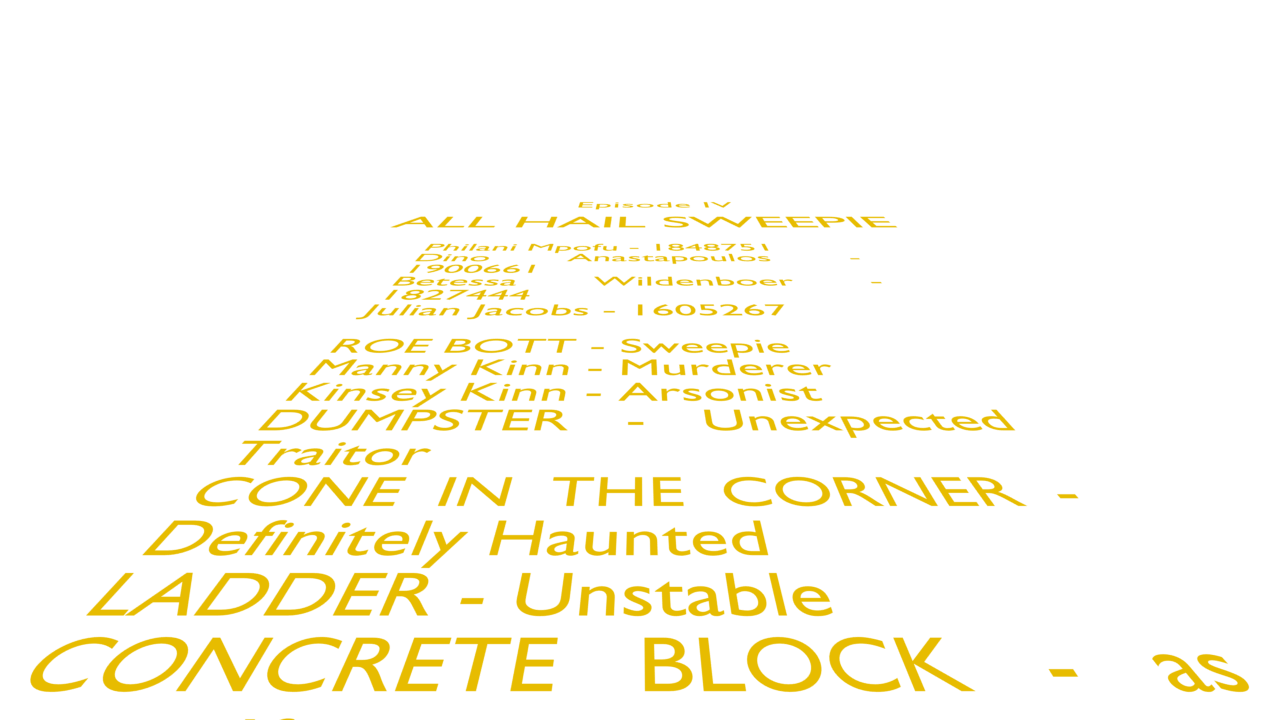 Episode IV
ALL HAIL SWEEPIE
Philani Mpofu - 1848751
Dino Anastapoulos -
1900661
Betessa Wildenboer -
1827444
Julian Jacobs - 1605267
ROE BOTT - Sweepie
Manny Kinn - Murderer
Kinsey Kinn - Arsonist
DUMPSTER - Unexpected
Traitor
CONE IN THE CORNER -
Definitely Haunted
LADDER - Unstable
CONCRETE BLOCK - as